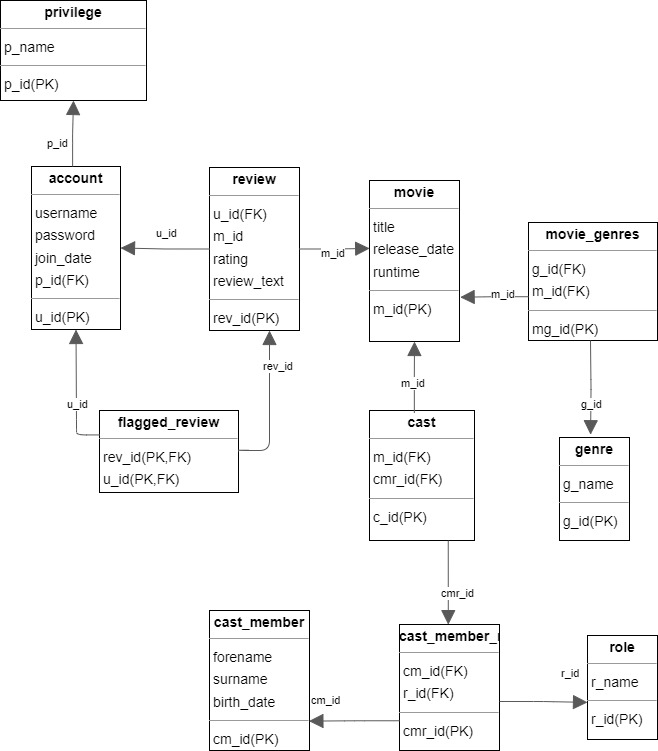 privilege
p_name
p_id(PK)
p_id
account
username
password
join_date
p_id(FK)
u_id(PK)
u_id
review
u_id(FK)
m_id
rating
review_text
rev_id(PK)
m_id
movie
title
release_date
runtime
m_id(PK)
m_id
movie_genres
g_id(FK)
m_id(FK)
mg_id(PK)
rev_id
u_id
flagged_review
rev_id(PK,FK)
u_id(PK,FK)
m_id
cast
m_id(FK)
cmr_id(FK)
c_id(PK)
g_id
genre
g_name
g_id(PK)
cmr_id
cast_member
forename
surname
birth_date
cm_id(PK)
cm_id
cast_member_
cm_id(FK)
r_id(FK)
cmr_id(PK)
r_id
role
r_name
r_id(PK)